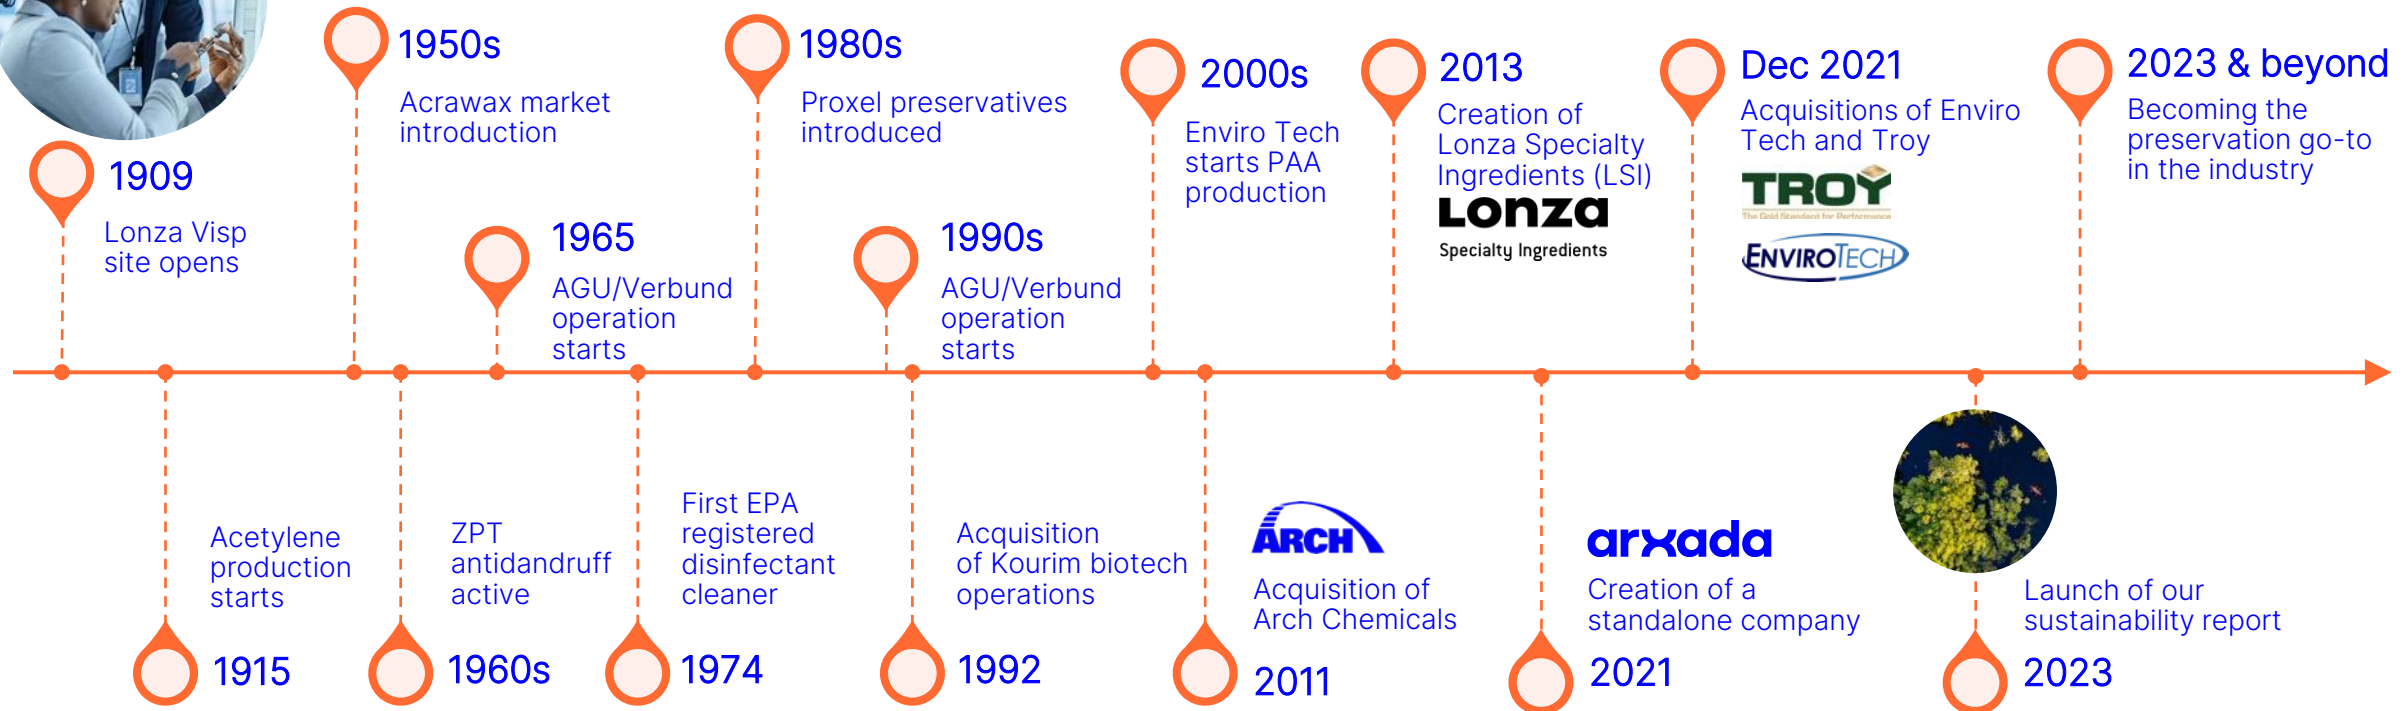 1909
Lonza Visp
site opens
1915
Acetylene
production
starts
1950s
Acrawax market
introduction
1960s
ZPT
antidandruff
active
1965
AGU/Verbund
operation
starts
1974
First EPA
registered
disinfectant
cleaner
1980s
Proxel preservatives
introduced
1990s
AGU/Verbund
operation
starts
1992
Acquisition
of Kourim biotech
operations
2000s
Enviro Tech
starts PAA
production
ARCH
Acquisition of
Arch Chemicals
2011
2013
Creation of
Lonza Specialty
Ingredients (LSI)
Lonza
Specialty Ingredients
arxada
Creation of a
standalone company
2021
Dec 2021
Acquisitions of Enviro
Tech and Troy
TROY
The Gold Standard for Performance
ENVIROTECH
Launch of our
sustainability report
2023
2023 & beyond
Becoming the
preservation go-to
in the industry